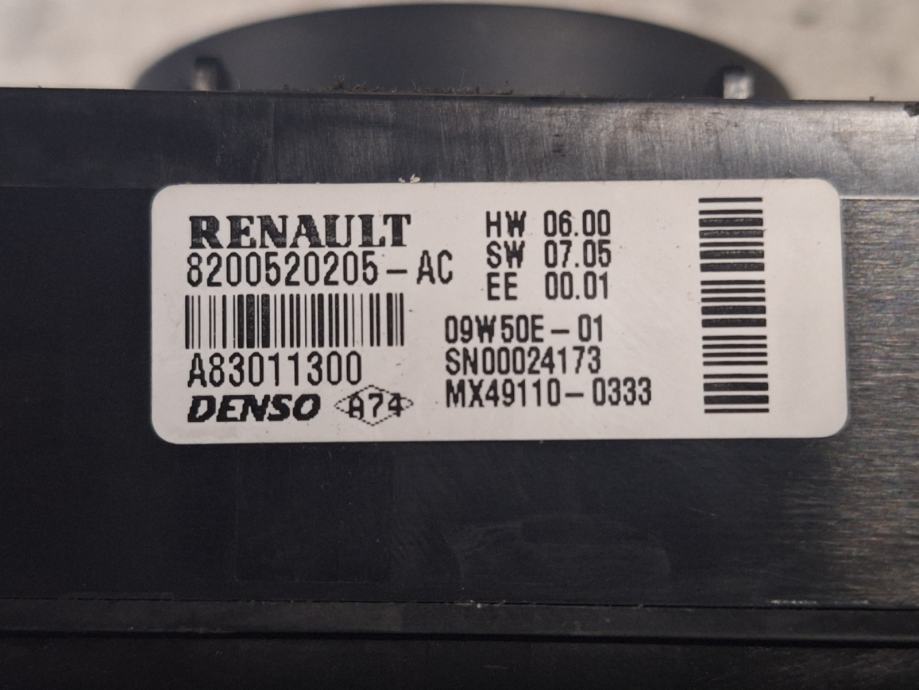 RENAULT
8200520205-AC
A83011300
DENSO A74
HW 06.00
SW 07.05
EE 00.01
09W50E-01
SN00024173
MX49110-0333